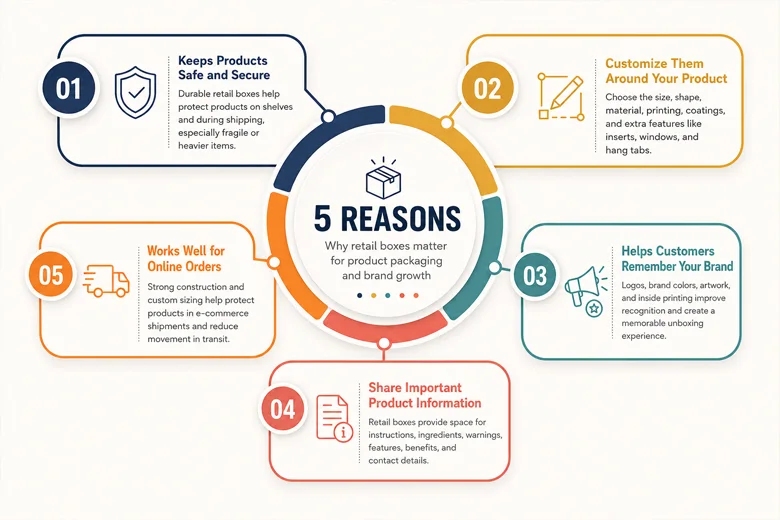 5 REASONS
Why retail boxes matter
for product packaging
and brand growth
01
Keeps Products
Safe and Secure
Durable retail boxes help
protect products on shelves
and during shipping,
especially fragile or
heavier items.
02
Customize Them
Around Your Product
Choose the size, shape,
material, printing, coatings,
and extra features like
inserts, windows, and
hang tabs.
03
Helps Customers
Remember Your Brand
Logos, brand colors, artwork,
and inside printing improve
recognition and create a
memorable unboxing
experience.
04
Share Important
Product Information
Retail boxes provide space for
instructions, ingredients, warnings,
features, benefits, and
contact details.
05
Works Well for
Online Orders
Strong construction and
custom sizing help protect
products in e-commerce
shipments and reduce
movement in transit.